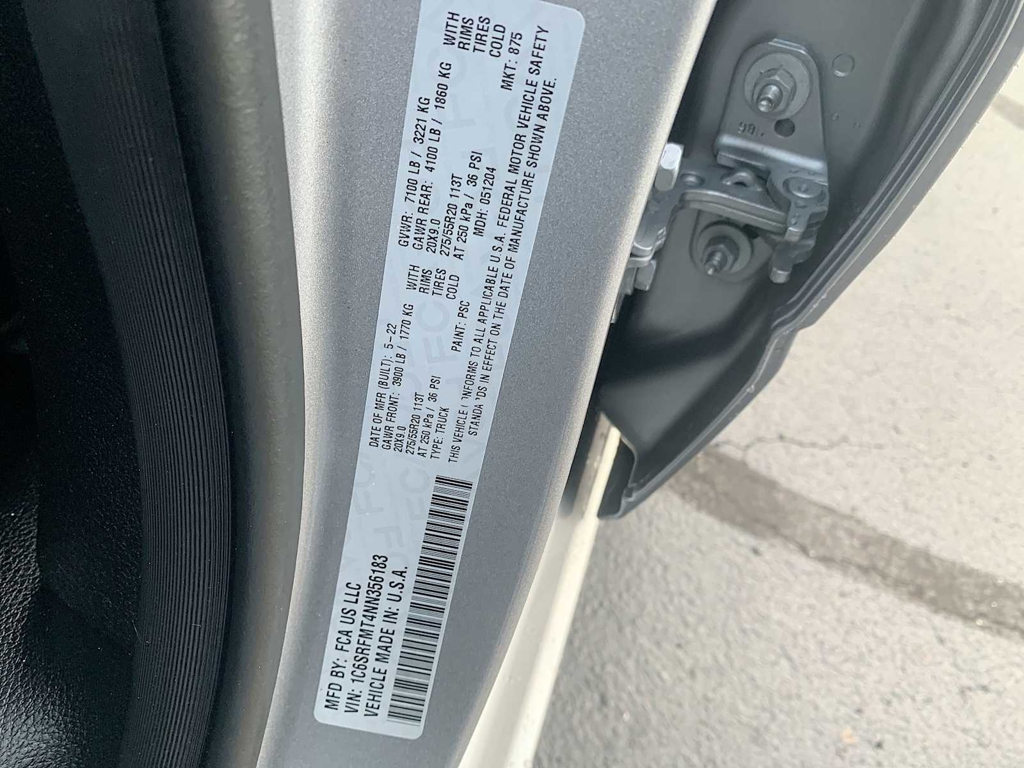 MFD BY: FCA US LLC
VIN: 1C6SRFMT4NN356183
VEHICLE MADE IN: U.S.A.
DATE OF MFR (BUILT): 5-22
GAWR FRONT: 3900 LB / 1770 KG WITH
20X9.0 RIMS
275/55R20 113T TIRES
AT 250 kPa / 36 PSI COLD
TYPE: TRUCK PAINT: PSC
GVWR: 7100 LB / 3221 KG
GAWR REAR: 4100 LB / 1860 KG WITH
20X9.0 RIMS
275/55R20 113T TIRES
AT 250 kPa / 36 PSI COLD
MDH: 051204 MKT: 875
THIS VEHICLE CONFORMS TO ALL APPLICABLE U.S.A. FEDERAL MOTOR VEHICLE SAFETY
STANDARDS IN EFFECT ON THE DATE OF MANUFACTURE SHOWN ABOVE.